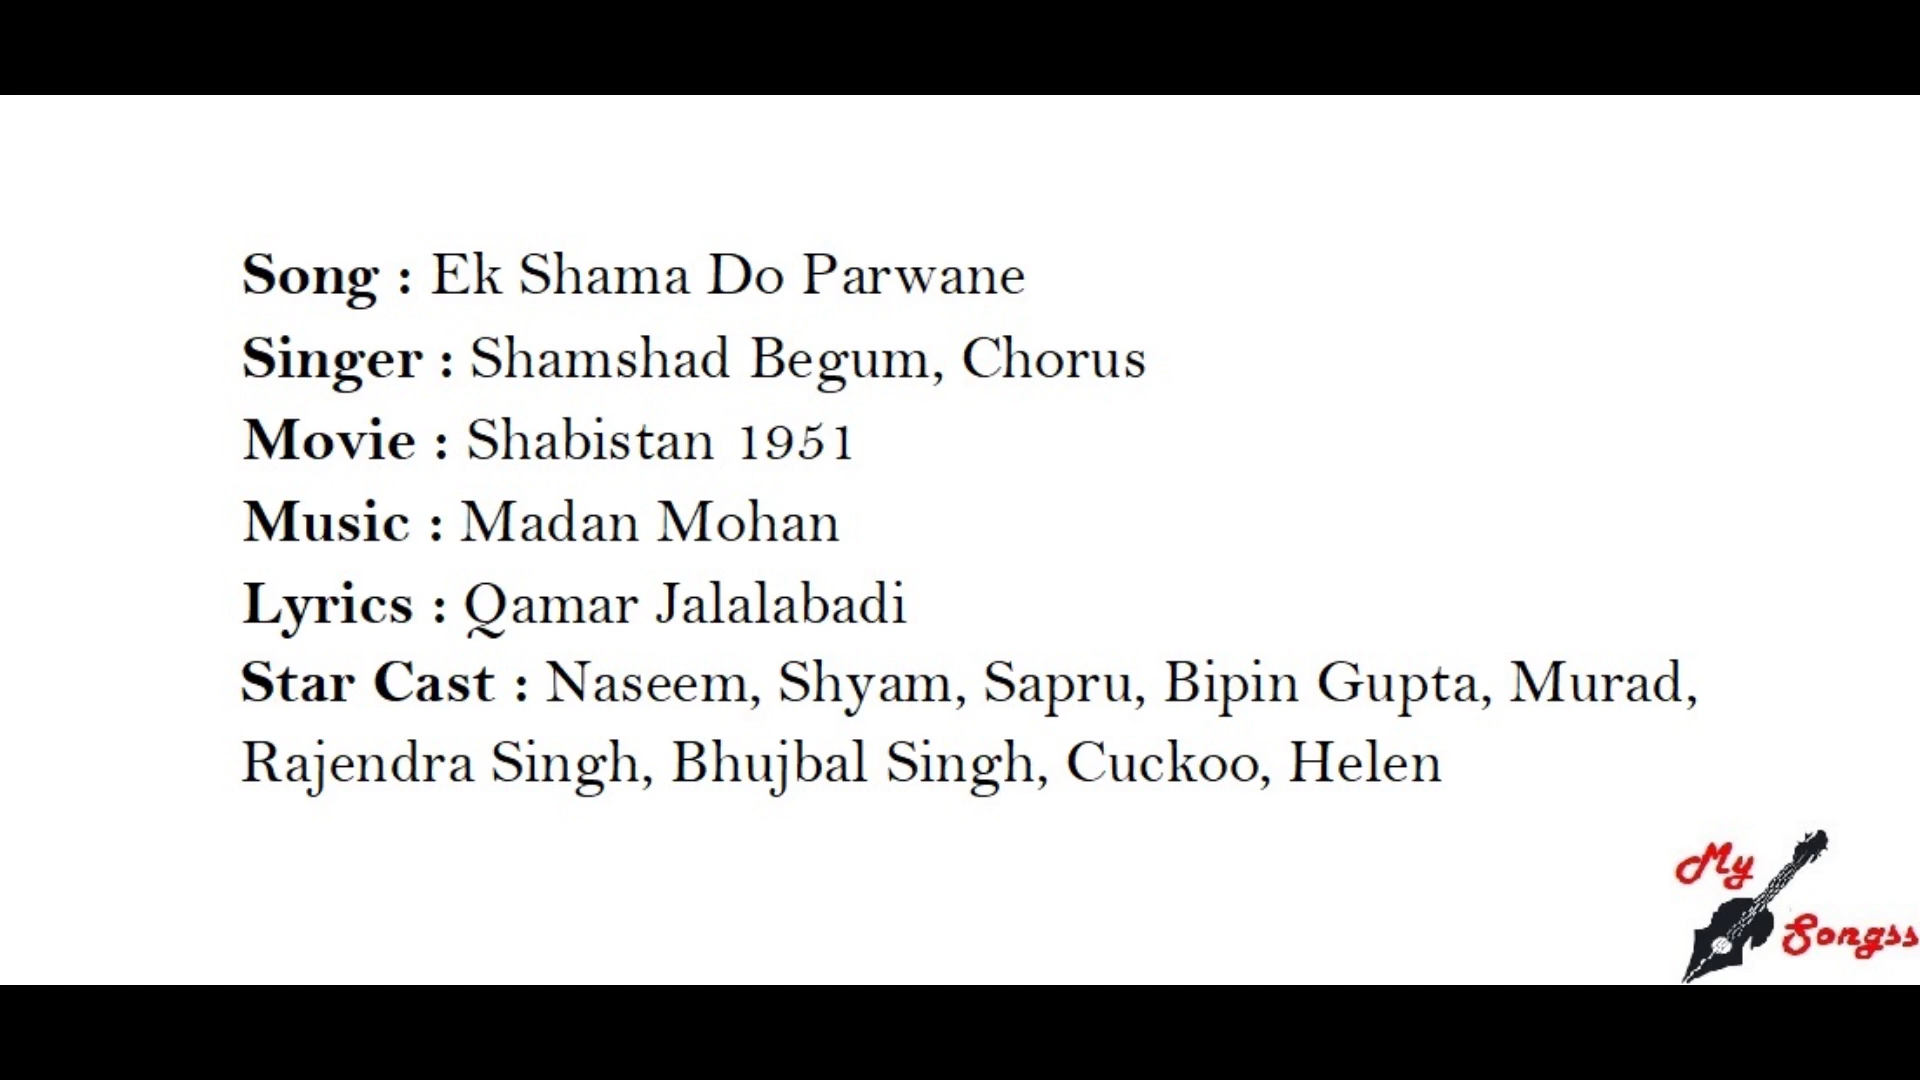 Song : Ek Shama Do Parwane
Singer : Shamshad Begum, Chorus
Movie : Shabistan 1951
Music : Madan Mohan
Lyrics : Qamar Jalalabadi
Star Cast : Naseem, Shyam, Sapru, Bipin Gupta, Murad,
Rajendra Singh, Bhujbal Singh, Cuckoo, Helen
My
Songss